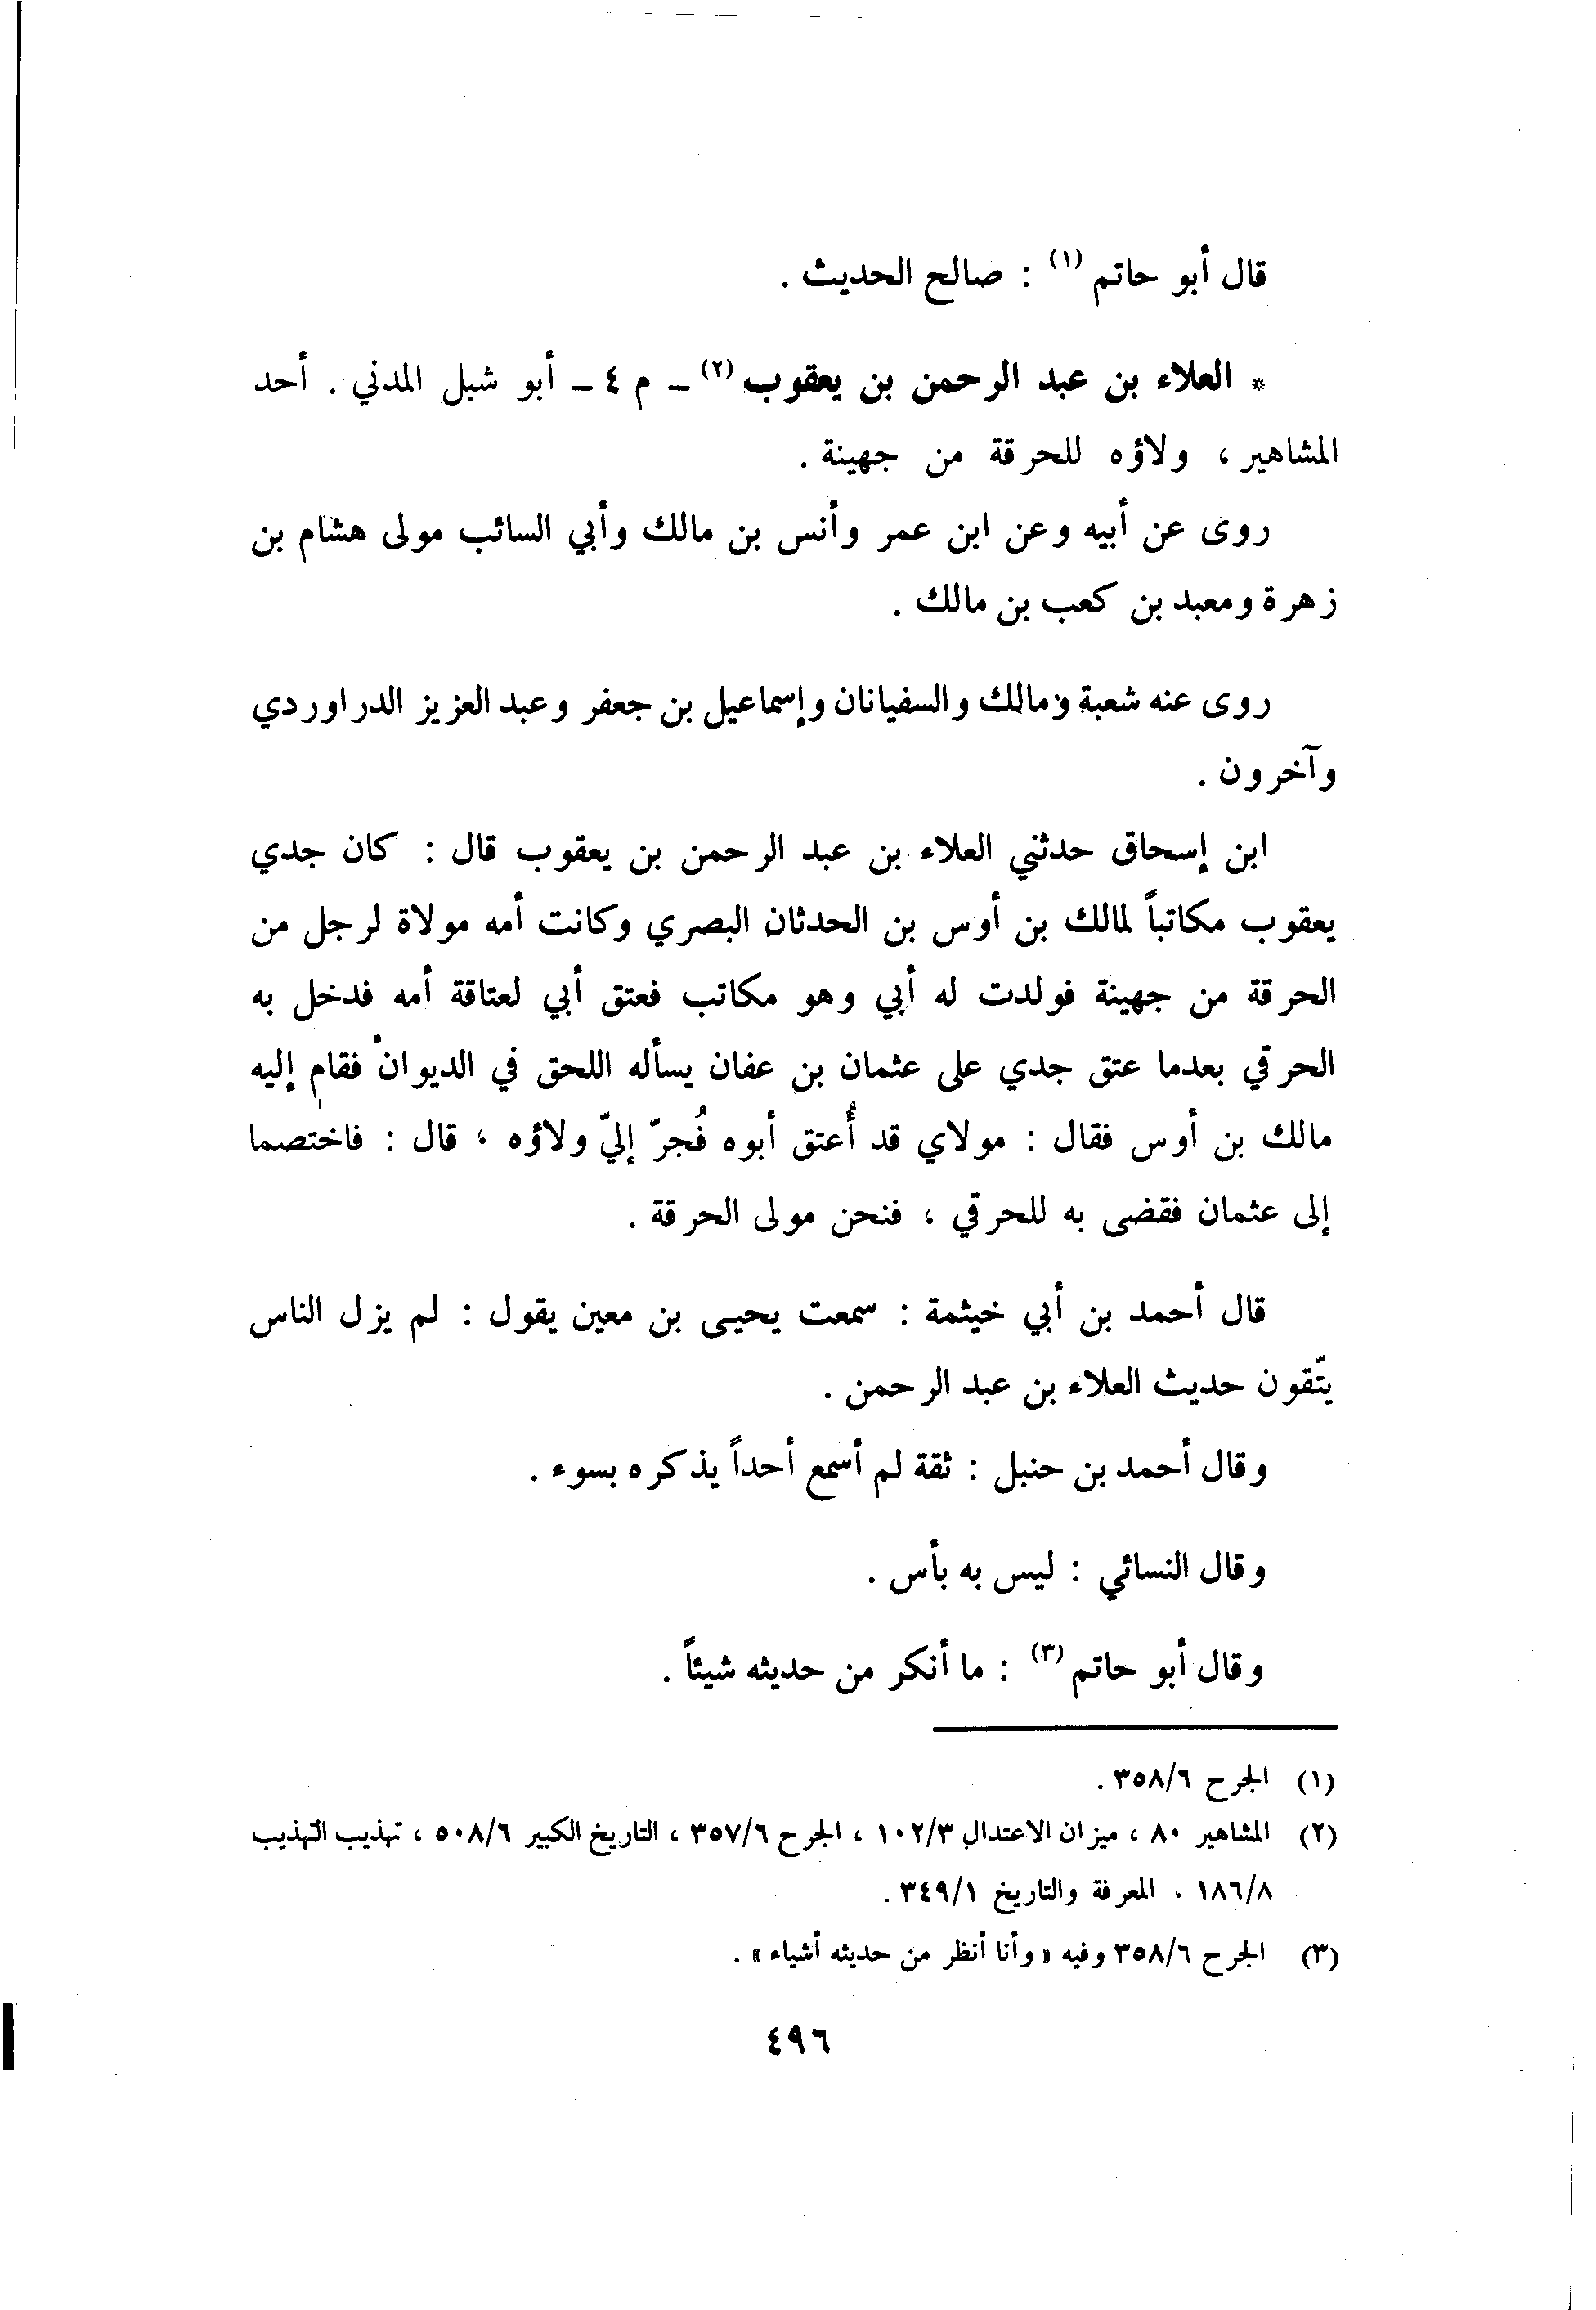 قال أبو حاتم (١) : صالح الحديث .
* العلاء بن عبد الرحمن بن يعقوب (٢) – م ٤ – أبو شبل المدني . أحد
المشاهير ، ولاؤه للحرقة من جهينة .
روى عن أبيه وعن ابن عمر وأنس بن مالك وأبي السائب مولى هشام بن
زهرة ومعبد بن كعب بن مالك .
روى عنه شعبة ومالك والسفيانان وإسماعيل بن جعفر وعبد العزيز الدراوردي
وآخرون .
ابن إسحاق حدثني العلاء بن عبد الرحمن بن يعقوب قال : كان جدي
يعقوب مكاتباً لمالك بن أوس بن الحدثان البصري وكانت أمه مولاة لرجل من
الحرقة من جهينة فولدت له أبي وهو مكاتب فعتق أبي لعتاقة أمه فدخل به
الحرقي بعدما عتق جدي على عثمان بن عفان يسأله اللحق في الديوان فقام إليه
مالك بن أوس فقال : مولاي قد أُعتق أبوه فُجرّ إليّ ولاؤه ، قال : فاختصما
إلى عثمان فقضى به للحرقي ، فنحن مولى الحرقة .
قال أحمد بن أبي خيثمة : سمعت يحيى بن معين يقول : لم يزل الناس
يتّقون حديث العلاء بن عبد الرحمن .
وقال أحمد بن حنبل : ثقة لم أسمع أحداً يذكره بسوء .
وقال النسائي : ليس به بأس .
وقال أبو حاتم (٣) : ما أنكر من حديثه شيئاً .
(١) الجرح ٣٥٨/٦ .
(٢) المشاهير ٨٠ ، ميزان الاعتدال ١٠٢/٣ ، الجرح ٣٥٧/٦ ، التاريخ الكبير ٥٠٨/٦ ، تهذيب التهذيب
١٨٦/٨ ، المعرفة والتاريخ ٣٤٩/١ .
(٣) الجرح ٣٥٨/٦ وفيه « وأنا أنظر من حديثه أشياء » .
٤٩٦